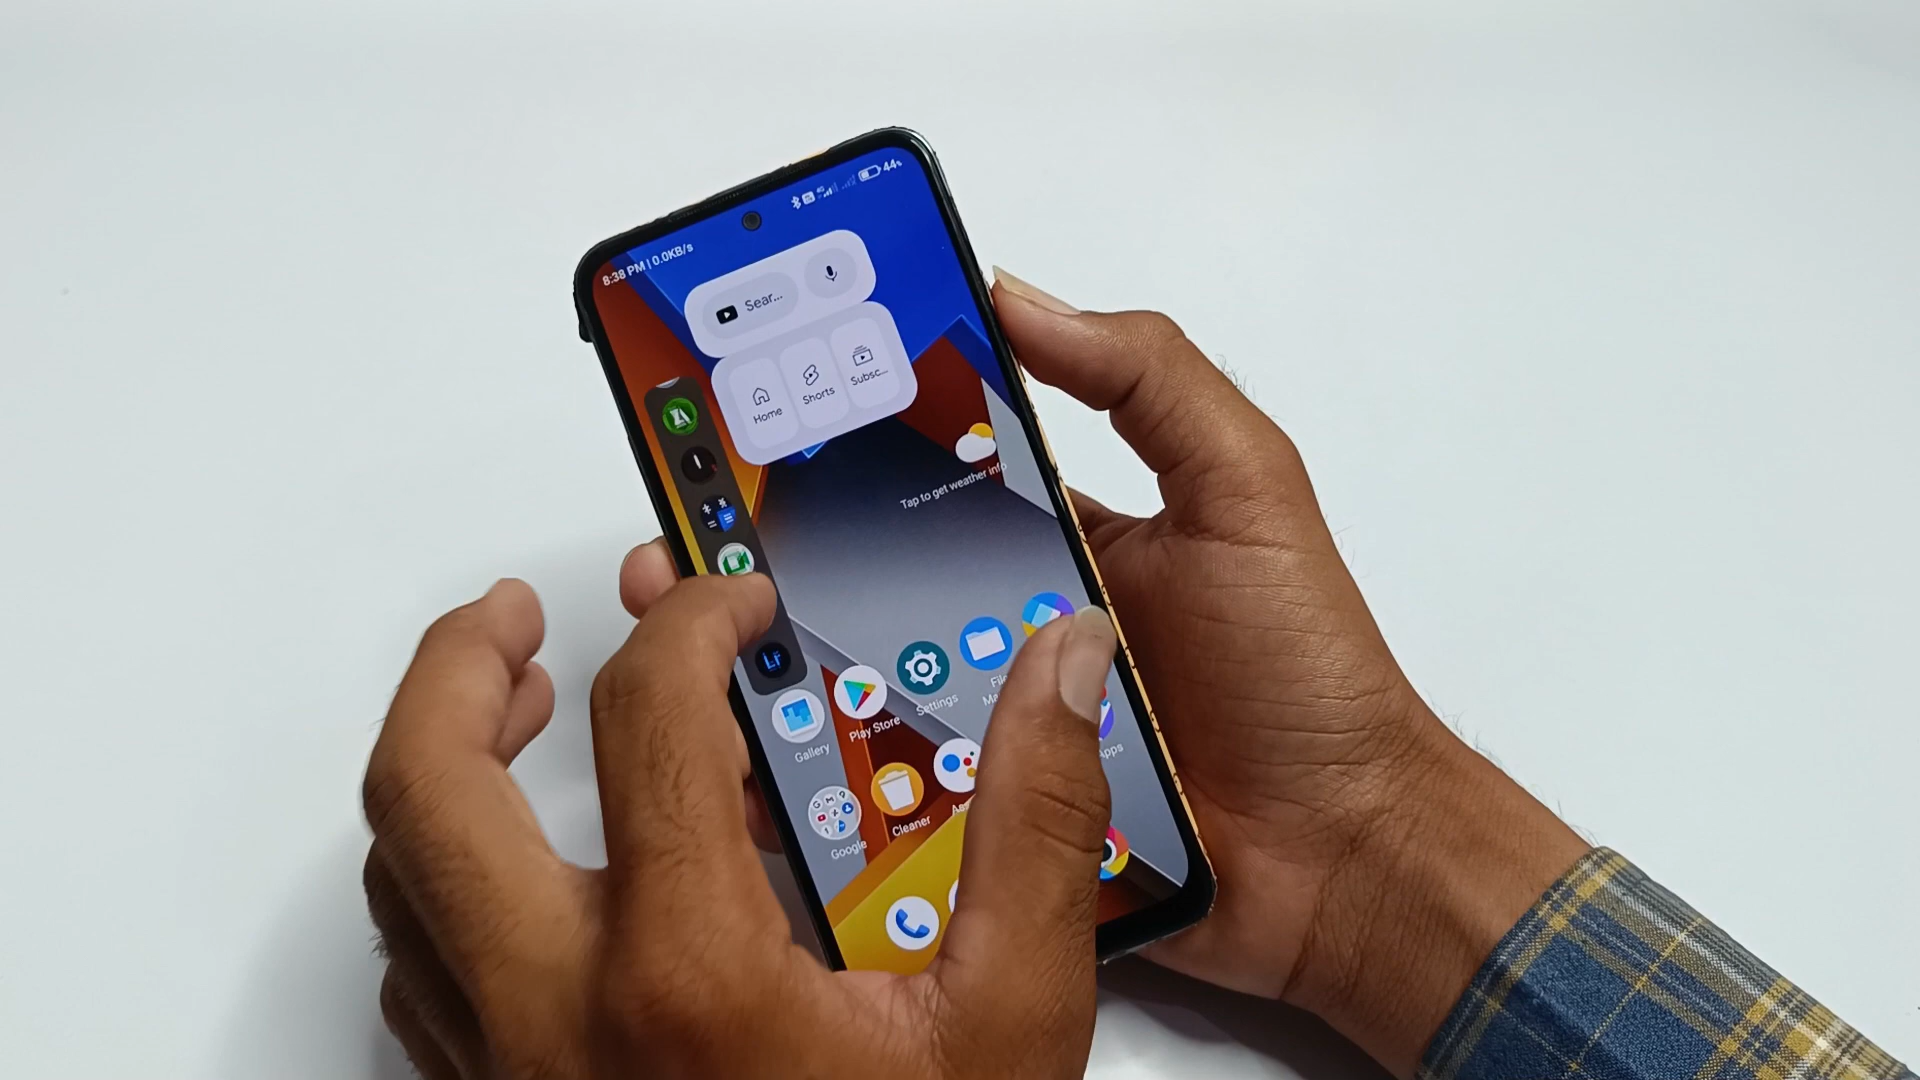 8:38 PM | 0.0KB/s
44%
Sear...
Home
Shorts
Subsc...
Tap to get weather info
Lr
Gallery
Play Store
Settings
Google
Cleaner
Apps